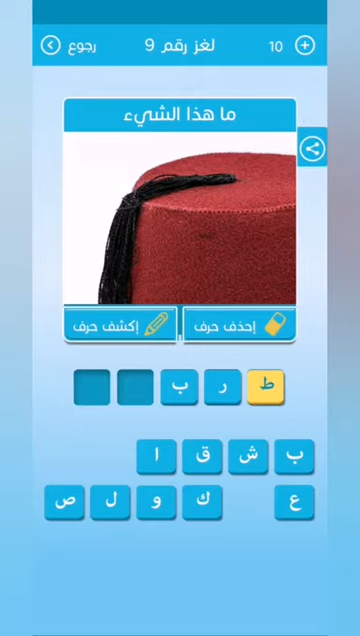 10 لغز رقم 9 رجوع
ما هذا الشيء
إحذف حرف إكشف حرف
ط ر ب
ب ش ق ا
ع ك و ل ص